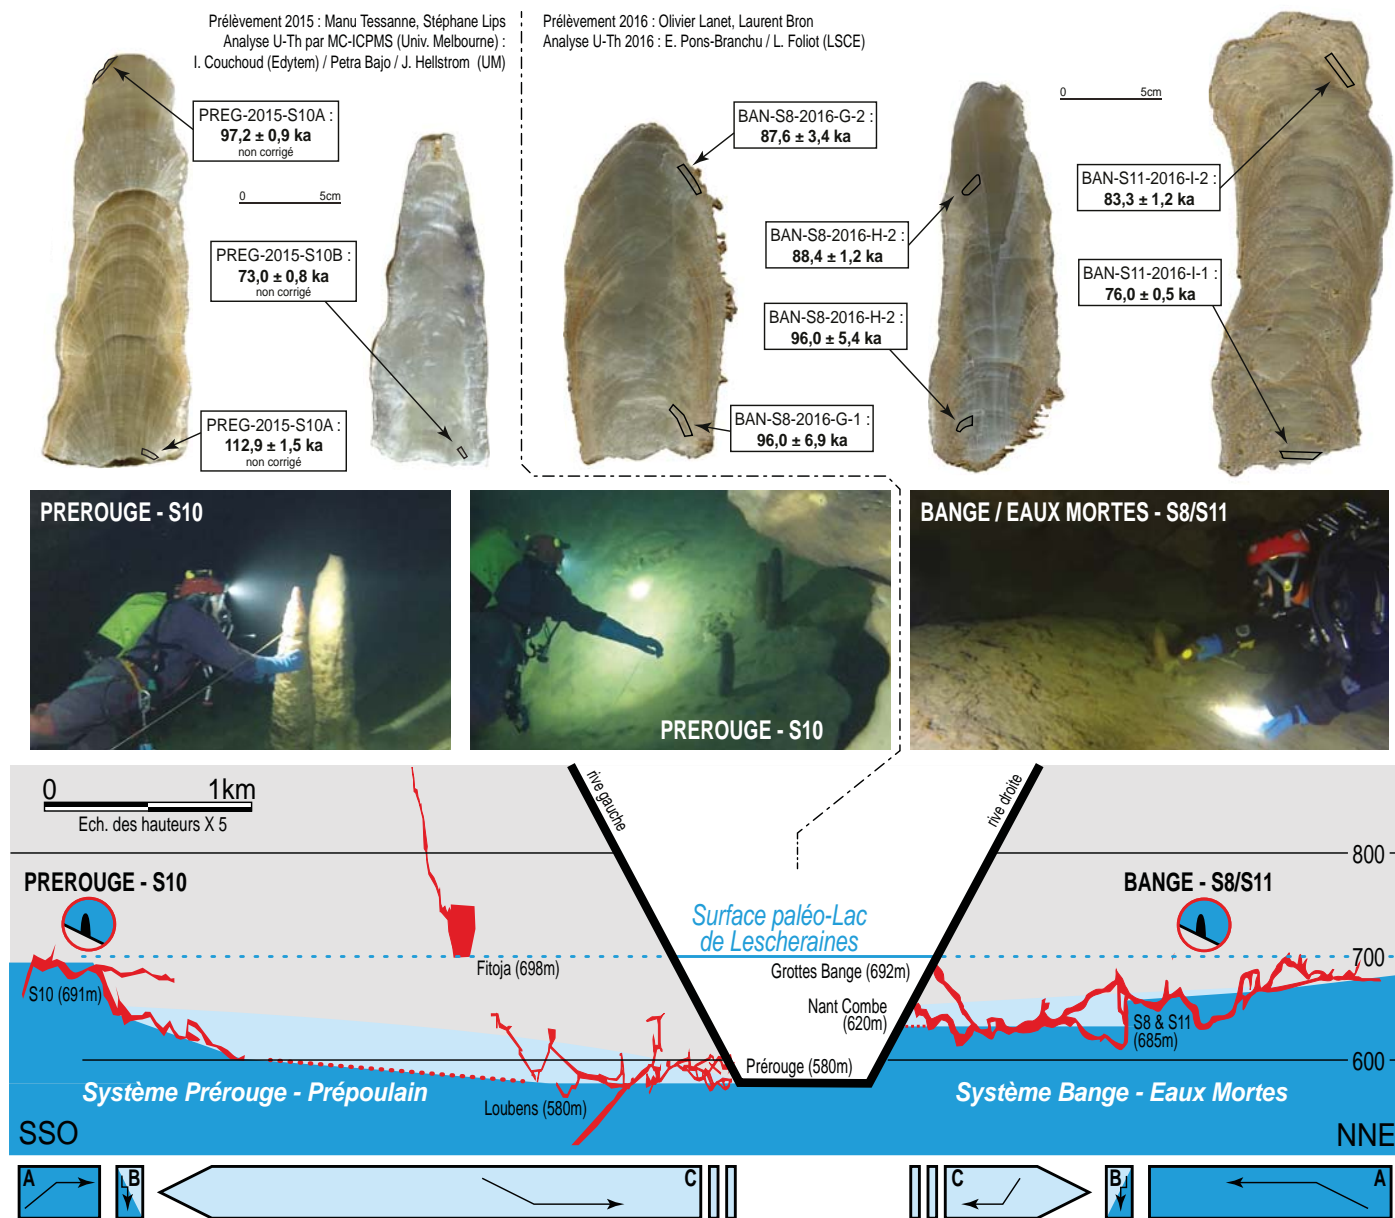 Prélèvement 2015 : Manu Tessanne, Stéphane Lips
Analyse U-Th par MC-ICPMS (Univ. Melbourne) :
I. Couchoud (Edytem) / Petra Bajo / J. Hellstrom (UM)
Prélèvement 2016 : Olivier Lanet, Laurent Bron
Analyse U-Th 2016 : E. Pons-Branchu / L. Foliot (LSCE)
PREG-2015-S10A :
97,2 ± 0,9 ka
non corrigé
0 5cm
PREG-2015-S10B :
73,0 ± 0,8 ka
non corrigé
PREG-2015-S10A :
112,9 ± 1,5 ka
non corrigé
BAN-S8-2016-G-2 :
87,6 ± 3,4 ka
BAN-S8-2016-H-2 :
88,4 ± 1,2 ka
BAN-S8-2016-H-2 :
96,0 ± 5,4 ka
BAN-S8-2016-G-1 :
96,0 ± 6,9 ka
0 5cm
BAN-S11-2016-I-2 :
83,3 ± 1,2 ka
BAN-S11-2016-I-1 :
76,0 ± 0,5 ka
PREROUGE - S10
PREROUGE - S10
BANGE / EAUX MORTES - S8/S11
0 1km
Ech. des hauteurs X 5
rive gauche
rive droite
800
PREROUGE - S10
BANGE - S8/S11
Surface paléo-Lac
de Lescheraines
700
Fitoja (698m)
Grottes Bange (692m)
S10 (691m)
Nant Combe
(620m)
S8 & S11
(685m)
600
Prérouge (580m)
Système Prérouge - Prépoulain
Loubens (580m)
Système Bange - Eaux Mortes
SSO
NNE
A
B
C
C
B
A